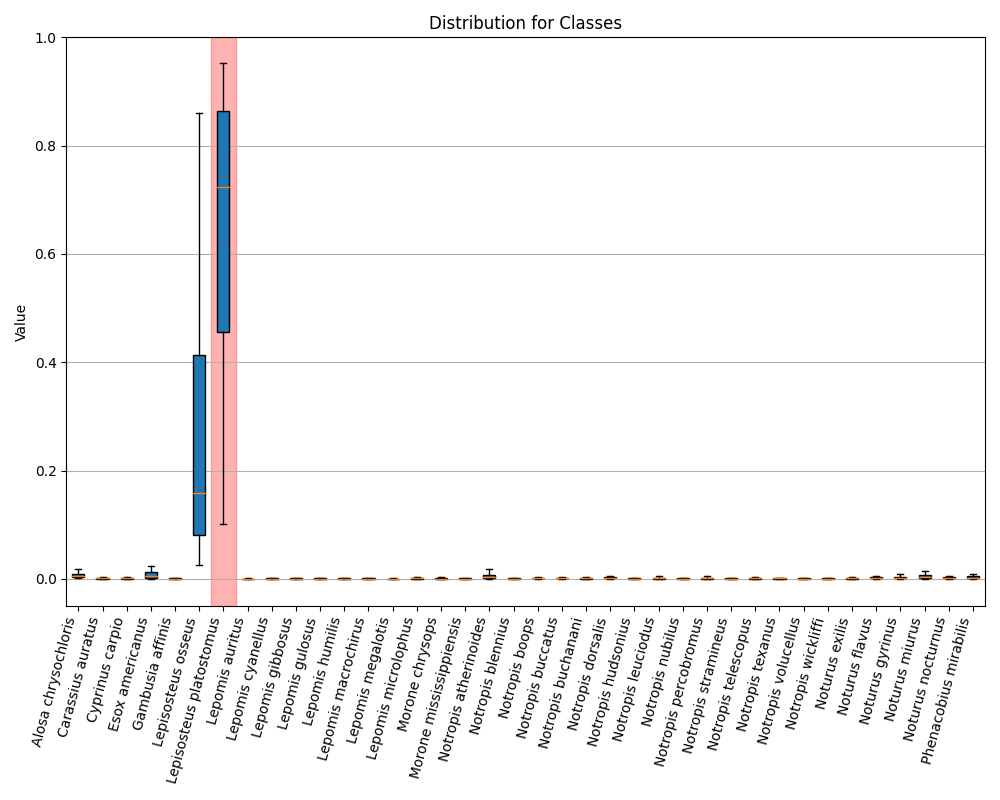 Distribution for Classes
Value
1.0
0.8
0.6
0.4
0.2
0.0
Alosa chrysochloris
Carassius auratus
Cyprinus carpio
Esox americanus
Gambusia affinis
Lepisosteus osseus
Lepisosteus platostomus
Lepomis auritus
Lepomis cyanellus
Lepomis gibbosus
Lepomis gulosus
Lepomis humilis
Lepomis macrochirus
Lepomis megalotis
Lepomis microlophus
Morone chrysops
Morone mississippiensis
Notropis atherinoides
Notropis blennius
Notropis boops
Notropis buccatus
Notropis buchanani
Notropis dorsalis
Notropis hudsonius
Notropis leuciodus
Notropis nubilus
Notropis percobromus
Notropis stramineus
Notropis telescopus
Notropis texanus
Notropis volucellus
Notropis wickliffi
Noturus exilis
Noturus flavus
Noturus gyrinus
Noturus miurus
Noturus nocturnus
Phenacobius mirabilis